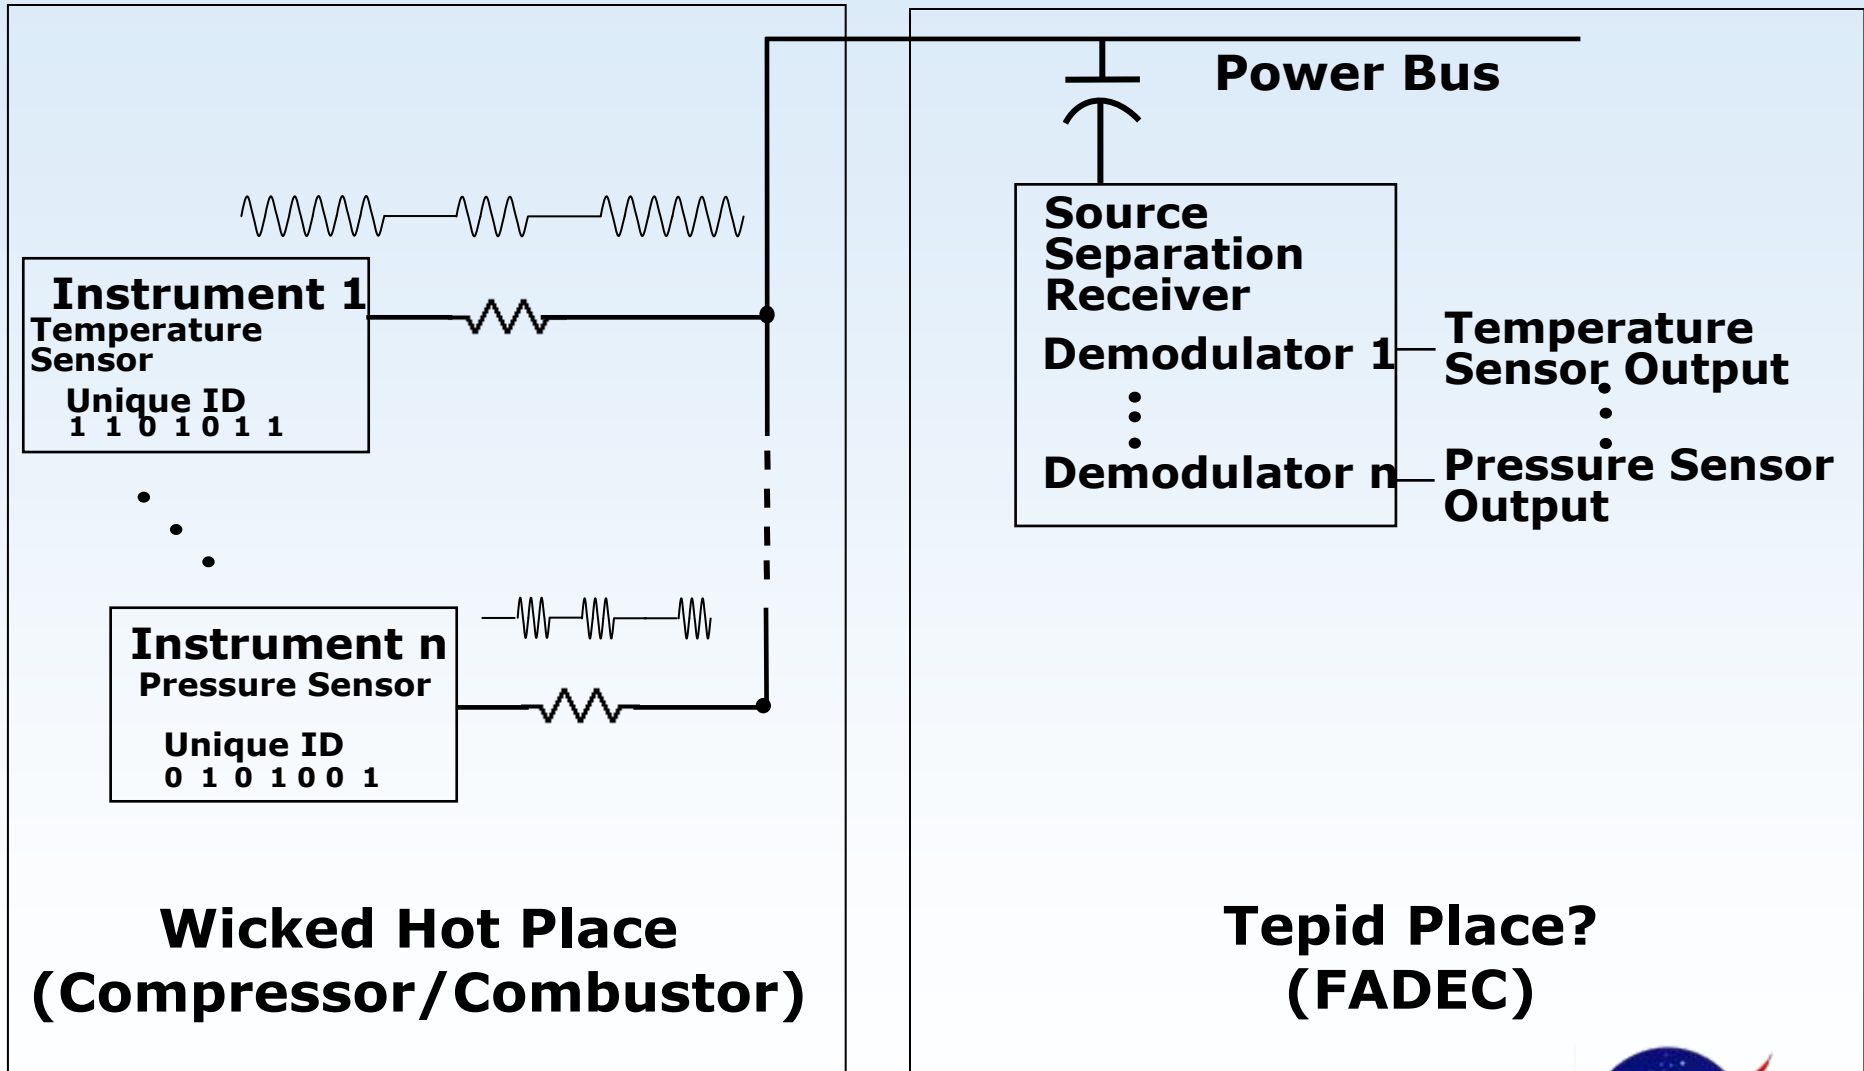 Instrument 1
Temperature
Sensor
Unique ID
1 1 0 1 0 1 1
Instrument n
Pressure Sensor
Unique ID
0 1 0 1 0 0 1
Wicked Hot Place
(Compressor/Combustor)
Power Bus
Source
Separation
Receiver
Demodulator 1
Demodulator n
Temperature
Sensor Output
Pressure Sensor
Output
Tepid Place?
(FADEC)